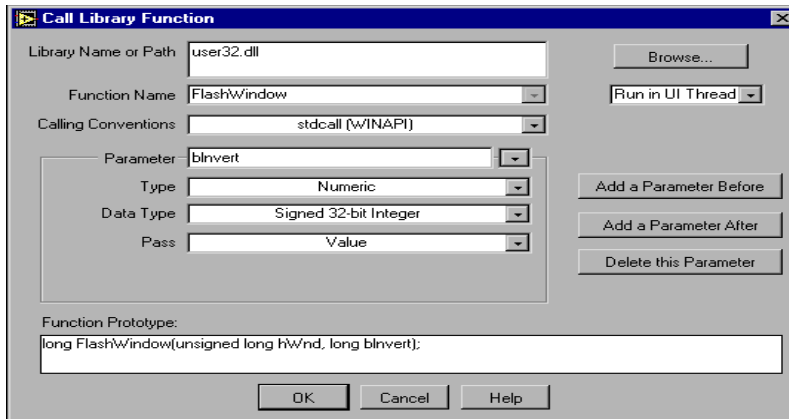 Call Library Function
Library Name or Path user32.dll
Browse...
Function Name FlashWindow
Run in UI Thread
Calling Conventions stdcall (WINAPI)
Parameter bInvert
Type Numeric
Add a Parameter Before
Data Type Signed 32-bit Integer
Add a Parameter After
Pass Value
Delete this Parameter
Function Prototype:
long FlashWindow(unsigned long hWnd, long bInvert);
OK Cancel Help